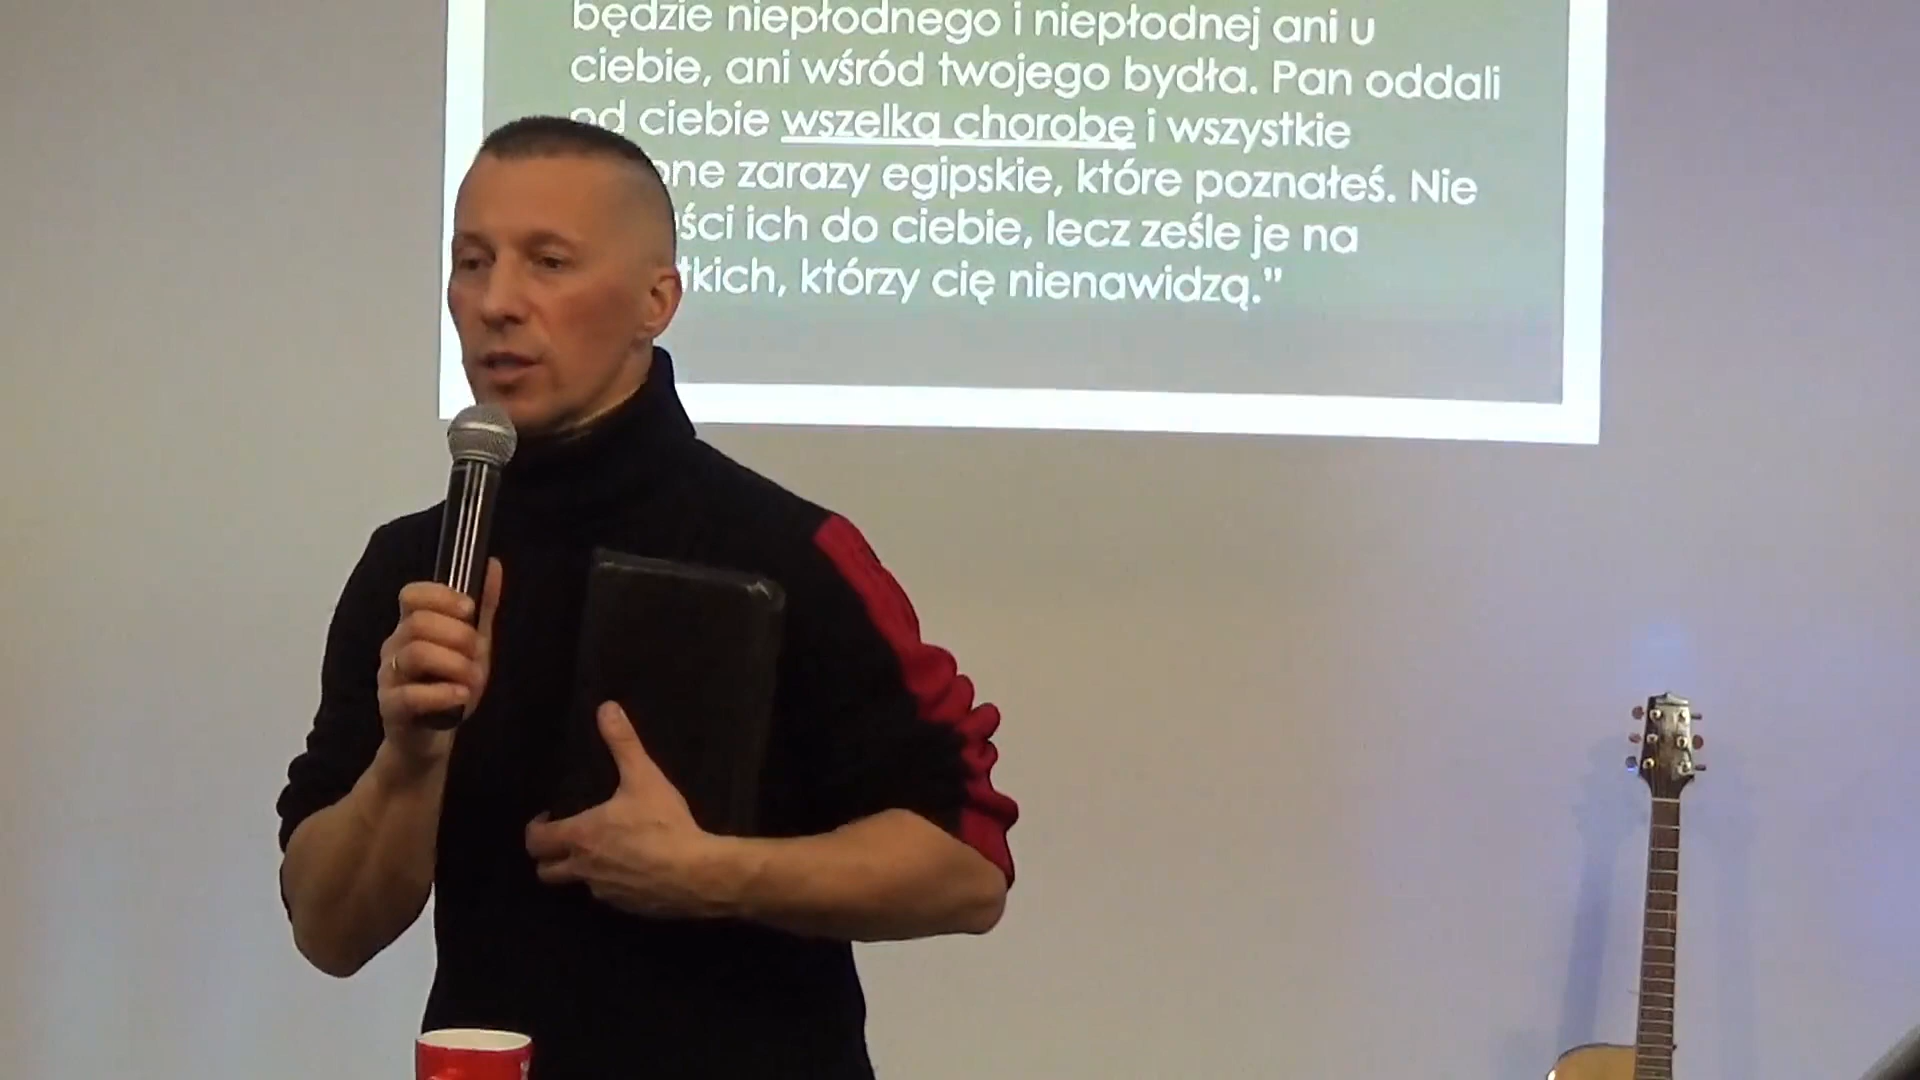 będzie niepłodnego i niepłodnej ani u
ciebie, ani wśród twojego bydła. Pan oddali
od ciebie wszelką chorobę i wszystkie
zarazy egipskie, które poznałeś. Nie
ich do ciebie, lecz ześle je na
którzy cię nienawidzą."